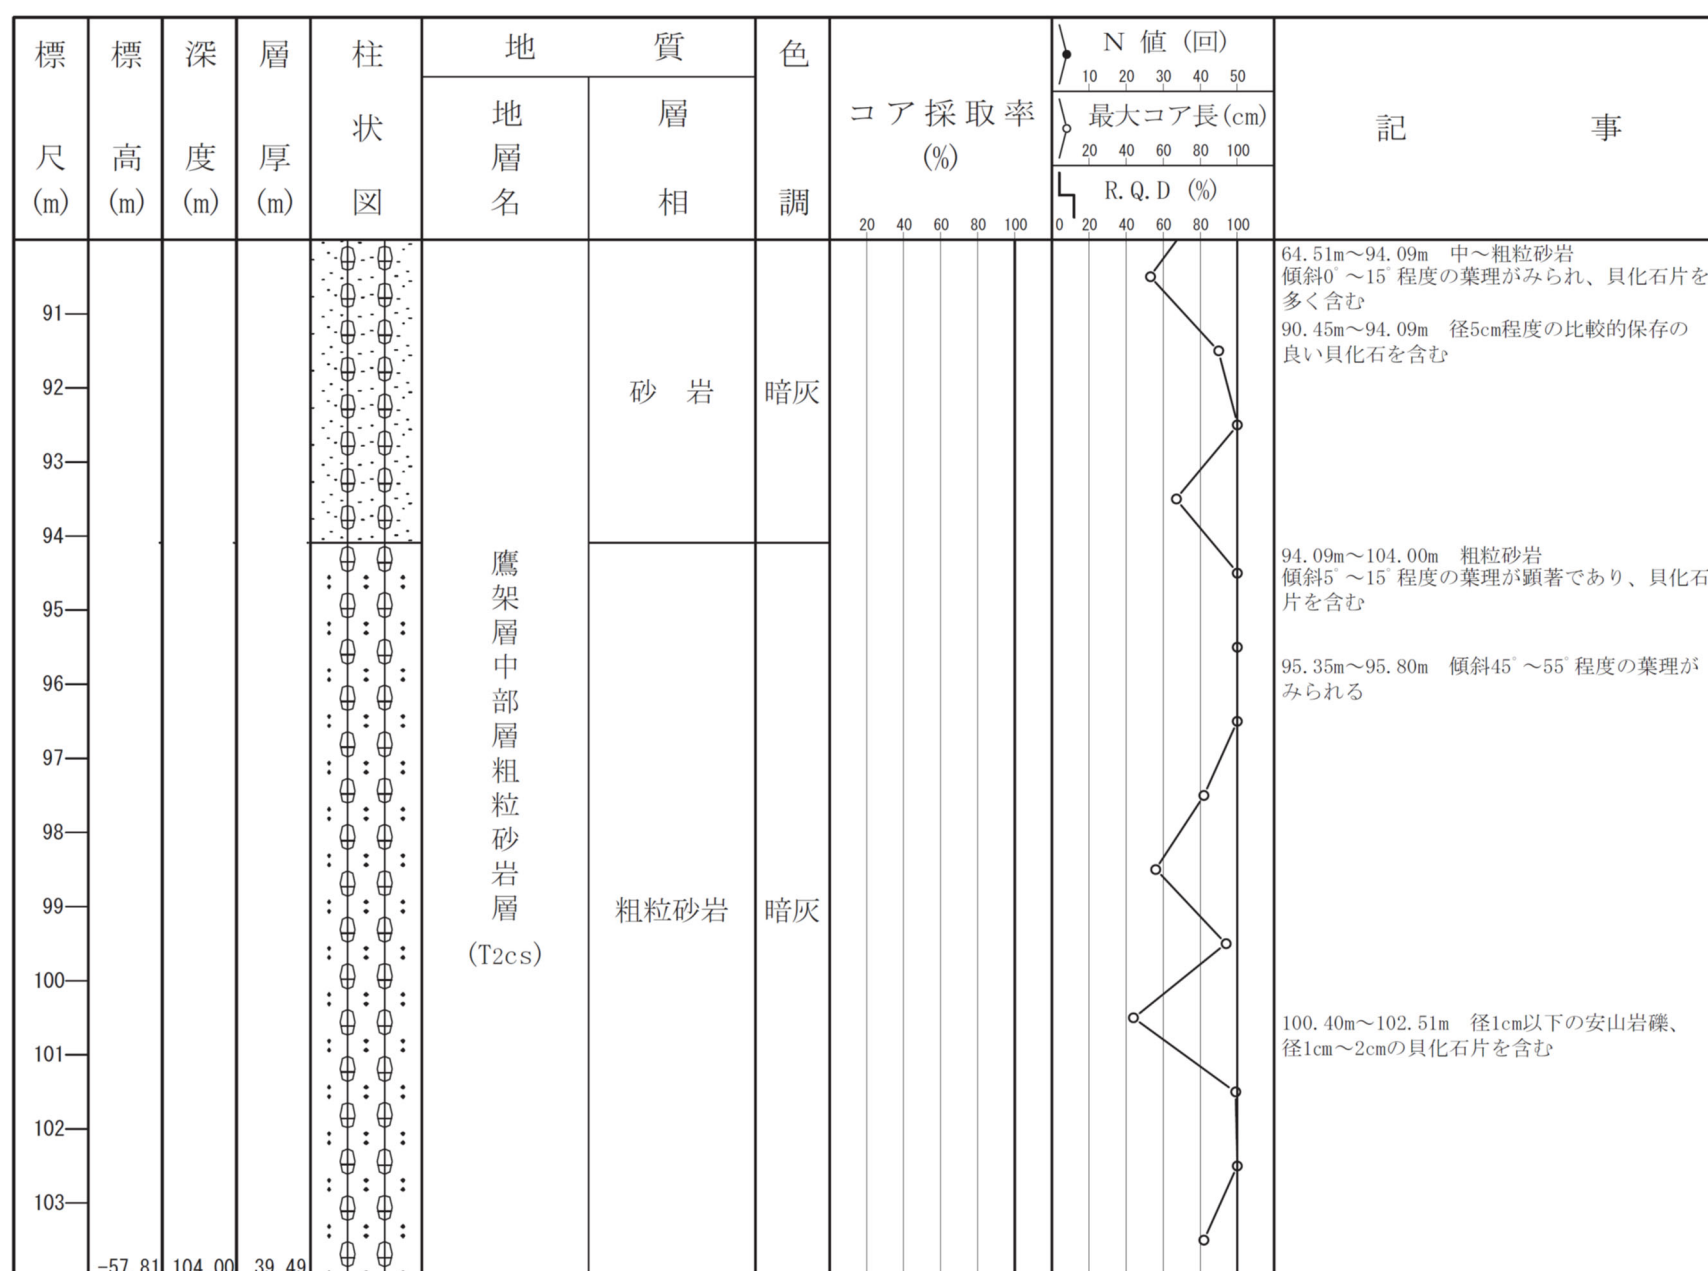 標尺(m)
標高(m)
深度(m)
層厚(m)
柱状図
地質
地層名
層相
色調
コア採取率
(%)
20 40 60 80 100
N 値 (回)
10 20 30 40 50
最大コア長(cm)
20 40 60 80 100
R.Q.D (%)
0 20 40 60 80 100
記事
91
92
93
94
95
96
97
98
99
100
101
102
103
-57.81 104.00 39.49
鷹架層中部層粗粒砂岩層
(T2cs)
砂岩
暗灰
粗粒砂岩
暗灰
64.51m～94.09m 中～粗粒砂岩
傾斜0°～15°程度の葉理がみられ、貝化石片を
多く含む
90.45m～94.09m 径5cm程度の比較的保存の
良い貝化石を含む
94.09m～104.00m 粗粒砂岩
傾斜5°～15°程度の葉理が顕著であり、貝化石
片を含む
95.35m～95.80m 傾斜45°～55°程度の葉理が
みられる
100.40m～102.51m 径1cm以下の安山岩礫、
径1cm～2cmの貝化石片を含む